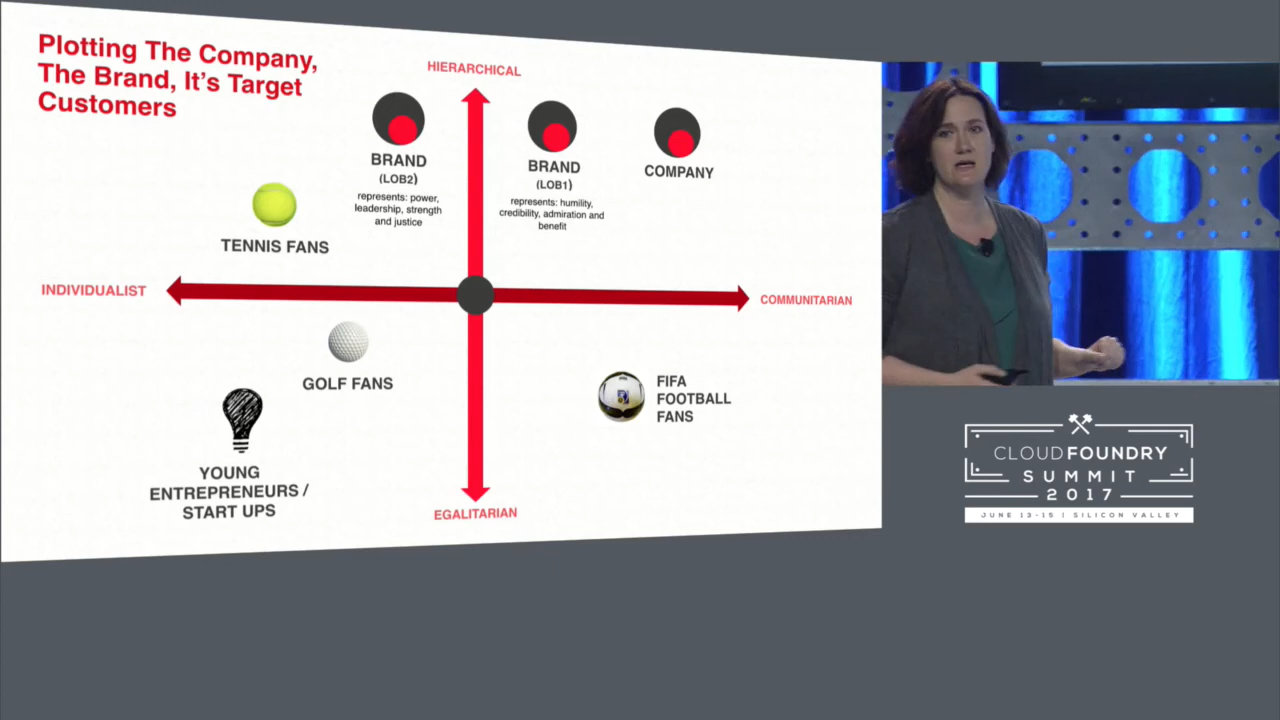 Plotting The Company,
The Brand, It's Target
Customers
HIERARCHICAL
BRAND
(LOB2)
represents: power,
leadership, strength
and justice
BRAND
(LOB1)
represents: humility,
credibility, admiration and
benefit
COMPANY
TENNIS FANS
INDIVIDUALIST
COMMUNITARIAN
GOLF FANS
FIFA
FOOTBALL
FANS
YOUNG
ENTREPRENEURS /
START UPS
EGALITARIAN
CLOUDFOUNDRY
SUMMIT
2017
JUNE 13-15 | SILICON VALLEY